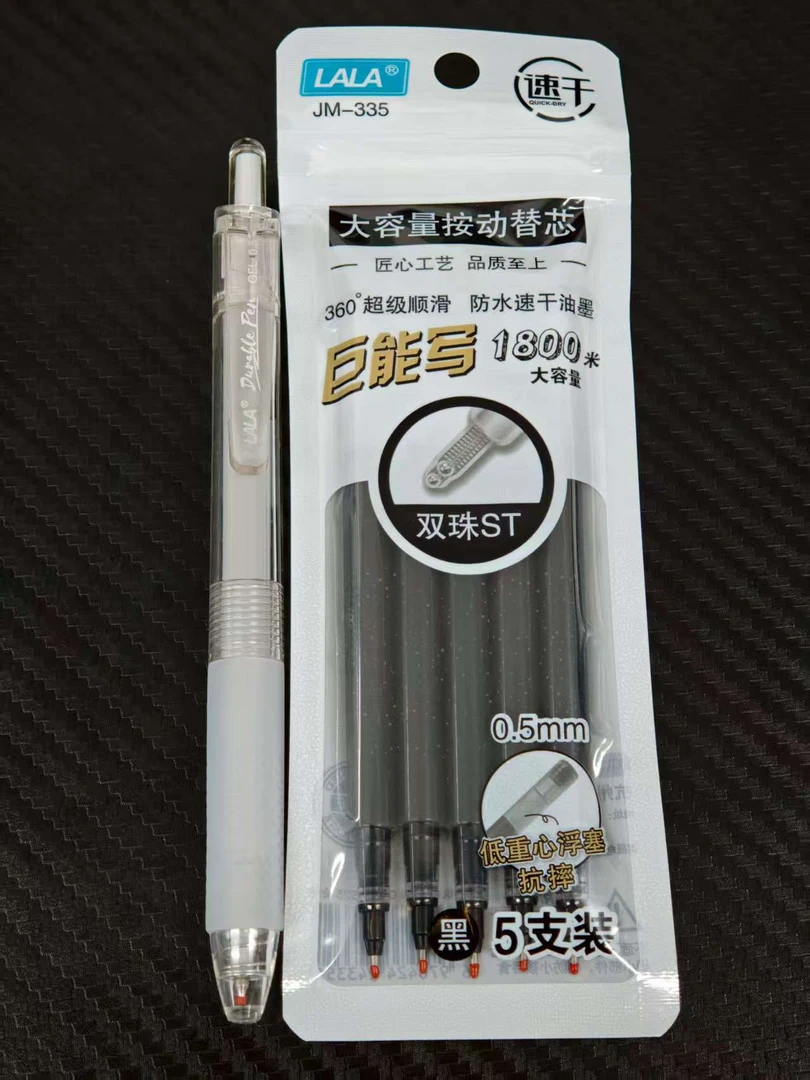 LALA®
JM-335
速干
QUICK-DRY
大容量按动替芯
匠心工艺 品质至上
360°超级顺滑 防水速干油墨
巨能写 1800米
大容量
双珠ST
0.5mm
低重心浮塞
抗摔
黑 5支装
LALA® Durable Pen GEL